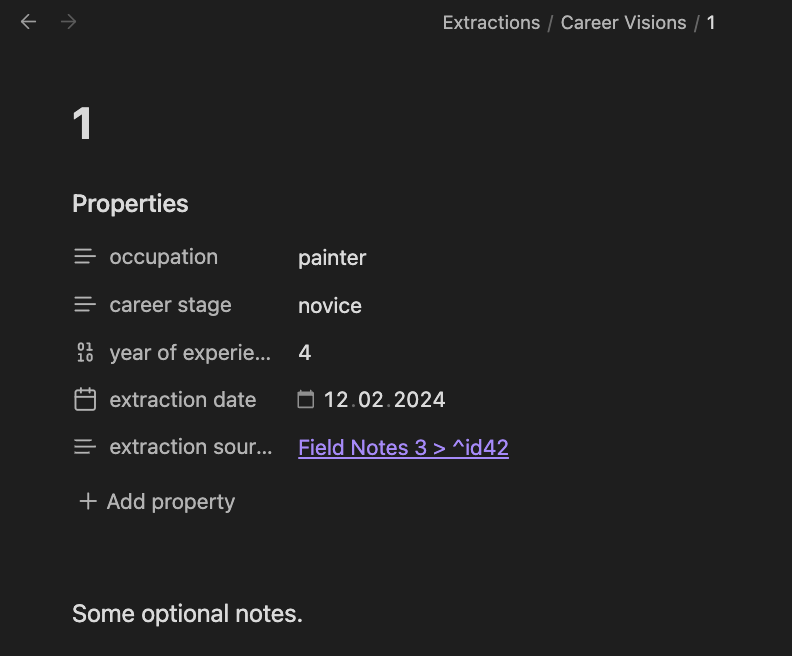 Extractions / Career Visions / 1
1
Properties
occupation painter
career stage novice
year of experie... 4
extraction date 12.02.2024
extraction sour... Field Notes 3 > ^id42
+ Add property
Some optional notes.